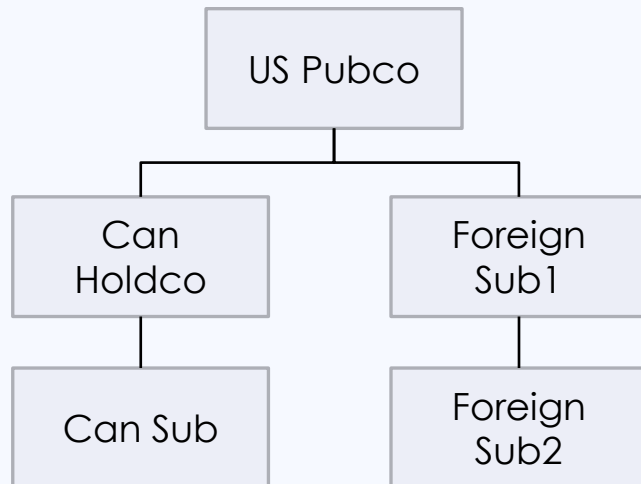 US Pubco
Can
Holdco
Foreign
Sub1
Can Sub
Foreign
Sub2